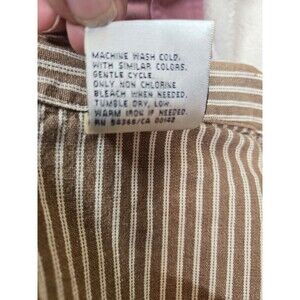 MACHINE WASH COLD,
WITH SIMILAR COLORS.
GENTLE CYCLE.
ONLY NON CHLORINE
BLEACH WHEN NEEDED.
TUMBLE DRY, LOW.
WARM IRON IF NEEDED.